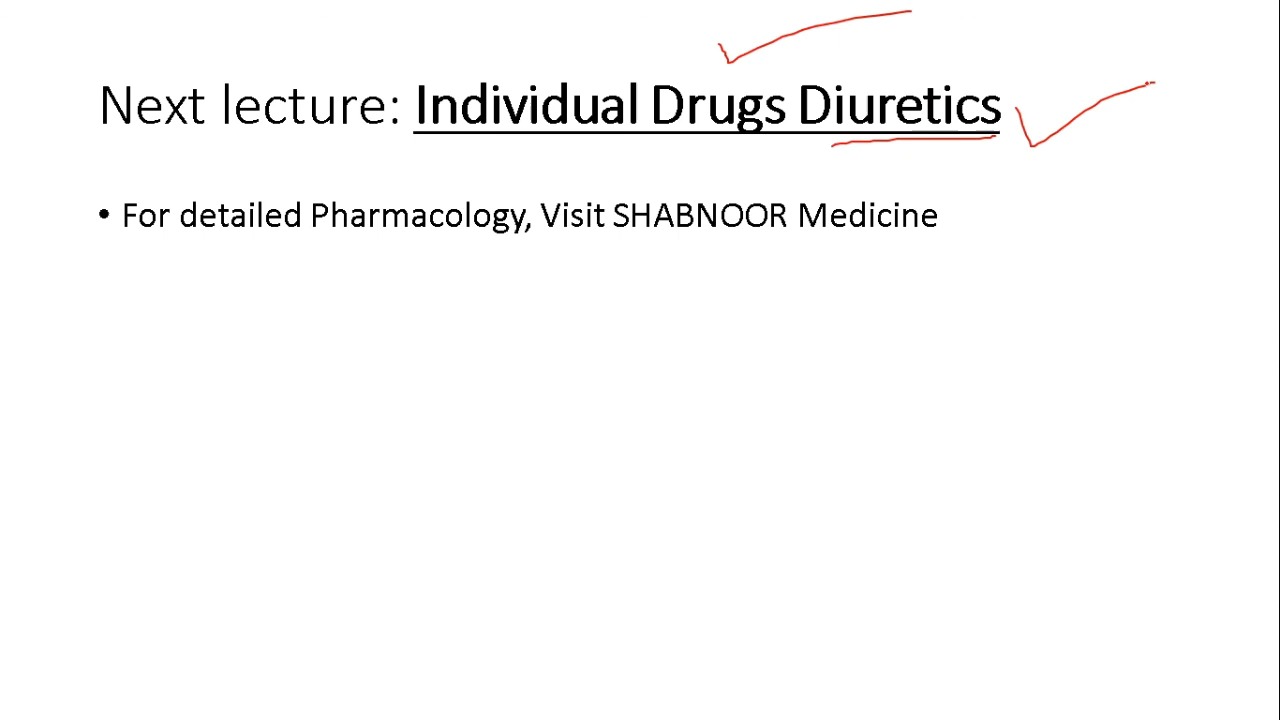 Next lecture: Individual Drugs Diuretics
• For detailed Pharmacology, Visit SHABNOOR Medicine